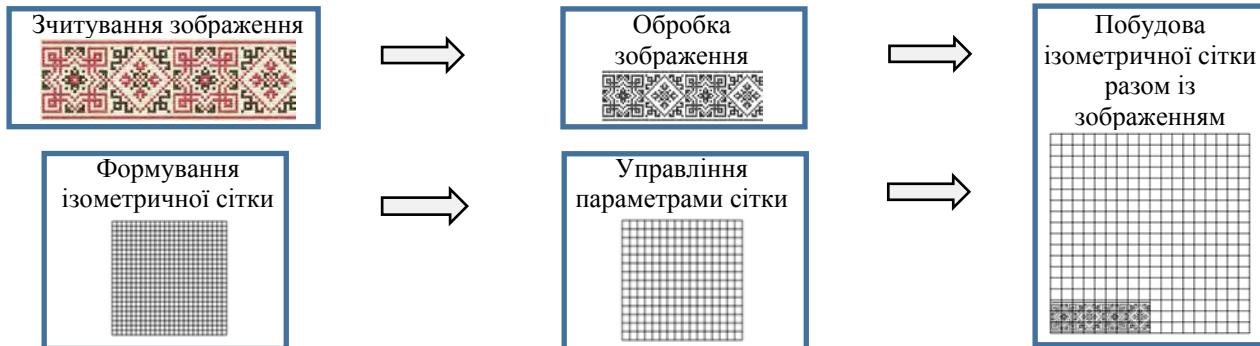 Зчитування зображення
Обробка
зображення
Побудова
ізометричної сітки
разом із
зображенням
Формування
ізометричної сітки
Управління
параметрами сітки